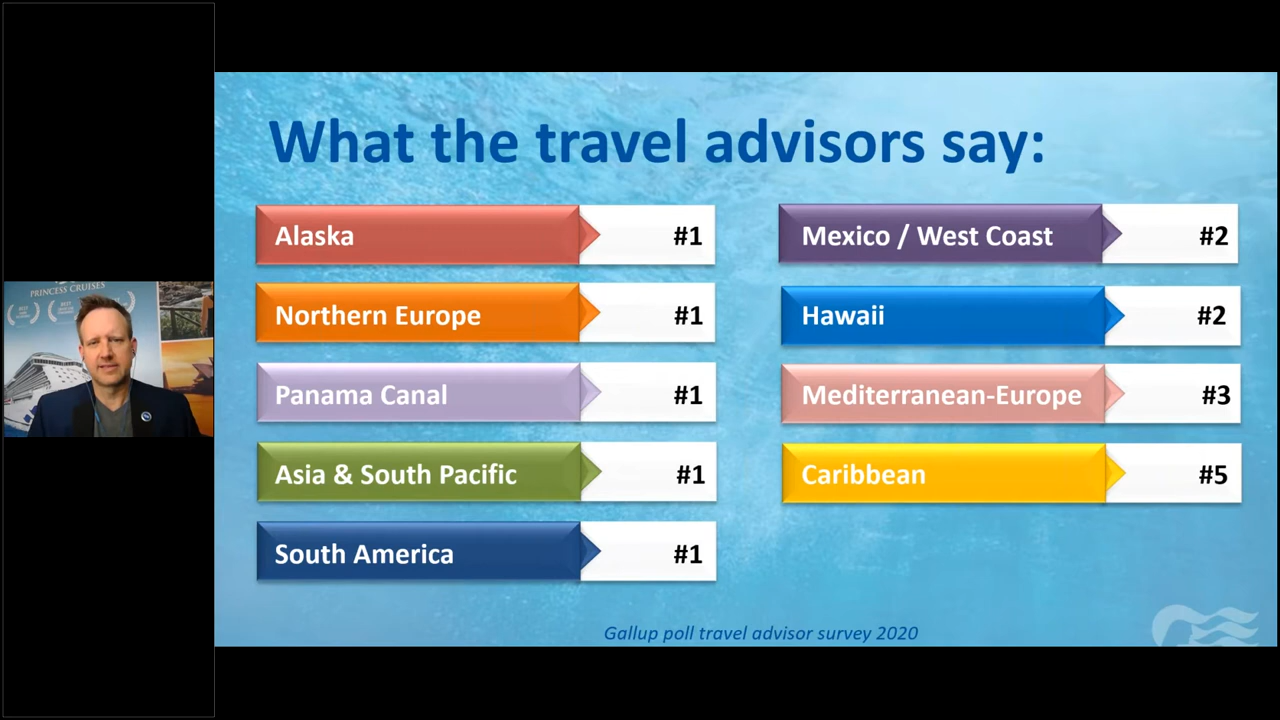 What the travel advisors say:
Alaska #1
Northern Europe #1
Panama Canal #1
Asia & South Pacific #1
South America #1
Mexico / West Coast #2
Hawaii #2
Mediterranean-Europe #3
Caribbean #5
Gallup poll travel advisor survey 2020
PRINCESS CRUISES
BEST
BEST